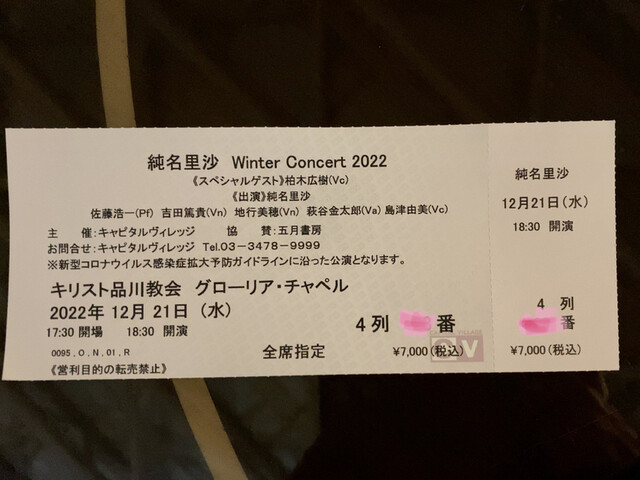 純名里沙 Winter Concert 2022
《スペシャルゲスト》柏木広樹(Vc)
《出演》純名里沙
佐藤浩一(Pf) 吉田篤貴(Vn) 地行美穂(Vn) 萩谷金太郎(Va) 島津由美(Vc)
主 催:キャピタルヴィレッジ 協 賛:五月書房
お問合せ:キャピタルヴィレッジ Tel.03-3478-9999
※新型コロナウイルス感染症拡大予防ガイドラインに沿った公演となります。
キリスト品川教会 グローリア・チャペル
2022年 12月 21日 (水)
17:30 開場 18:30 開演
4 列 番
0095,O,N,01,R
全席指定
¥7,000(税込)
CV
《営利目的の転売禁止》
純名里沙
12月21日(水)
18:30 開演
4 列
番
¥7,000(税込)